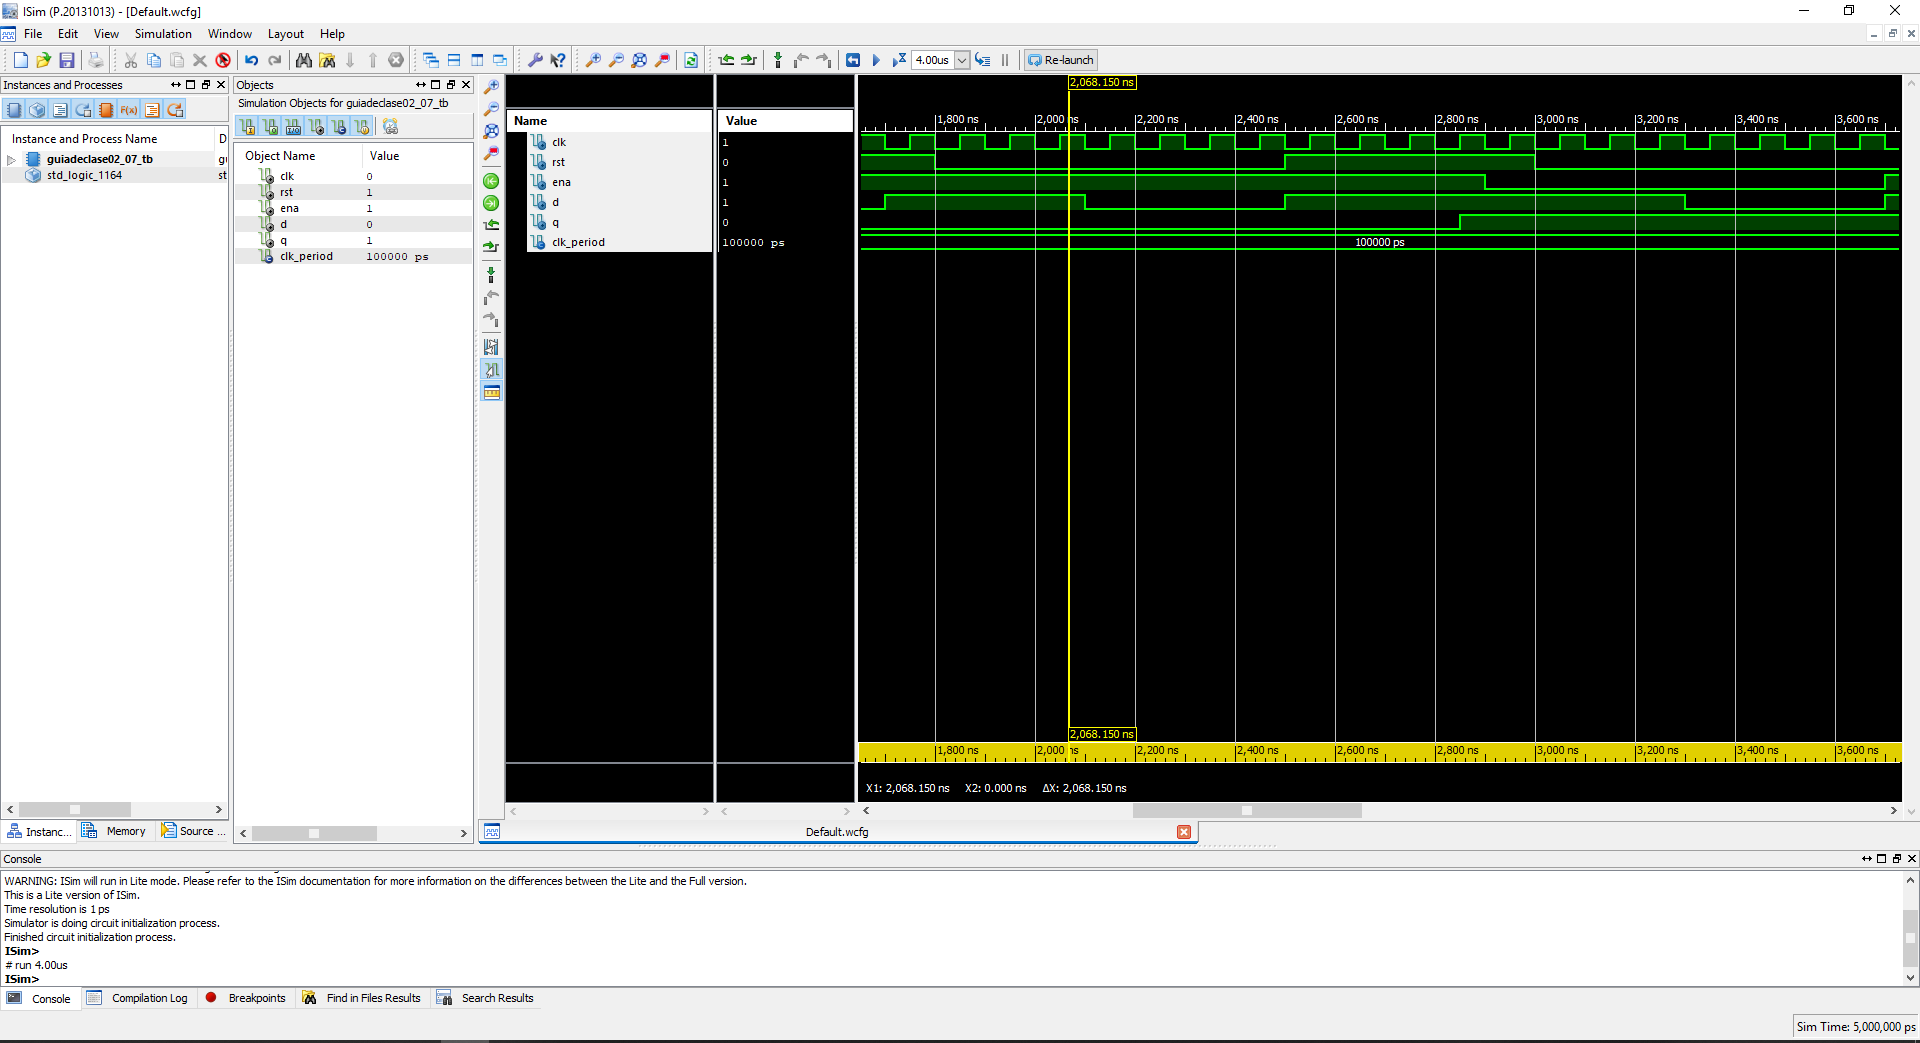 ISim (P.20131013) - [Default.wcfg]
File Edit View Simulation Window Layout Help
4.00us Re-launch
Instances and Processes
Instance and Process Name D
guiadeclase02_07_tb gu
std_logic_1164 st
Instanc... Memory Source ...
Objects
Simulation Objects for guiadeclase02_07_tb
Object Name Value
clk 0
rst 1
ena 1
d 0
q 1
clk_period 100000 ps
Name Value
clk 1
rst 0
ena 1
d 1
q 0
clk_period 100000 ps
2,068.150 ns
1,800 ns 2,000 ns 2,200 ns 2,400 ns 2,600 ns 2,800 ns 3,000 ns 3,200 ns 3,400 ns 3,600 ns
100000 ps
2,068.150 ns
1,800 ns 2,000 ns 2,200 ns 2,400 ns 2,600 ns 2,800 ns 3,000 ns 3,200 ns 3,400 ns 3,600 ns
X1: 2,068.150 ns X2: 0.000 ns ΔX: 2,068.150 ns
Default.wcfg
Console
WARNING: ISim will run in Lite mode. Please refer to the ISim documentation for more information on the differences between the Lite and the Full version.
This is a Lite version of ISim.
Time resolution is 1 ps
Simulator is doing circuit initialization process.
Finished circuit initialization process.
ISim>
# run 4.00us
ISim>
Console Compilation Log Breakpoints Find in Files Results Search Results
Sim Time: 5,000,000 ps